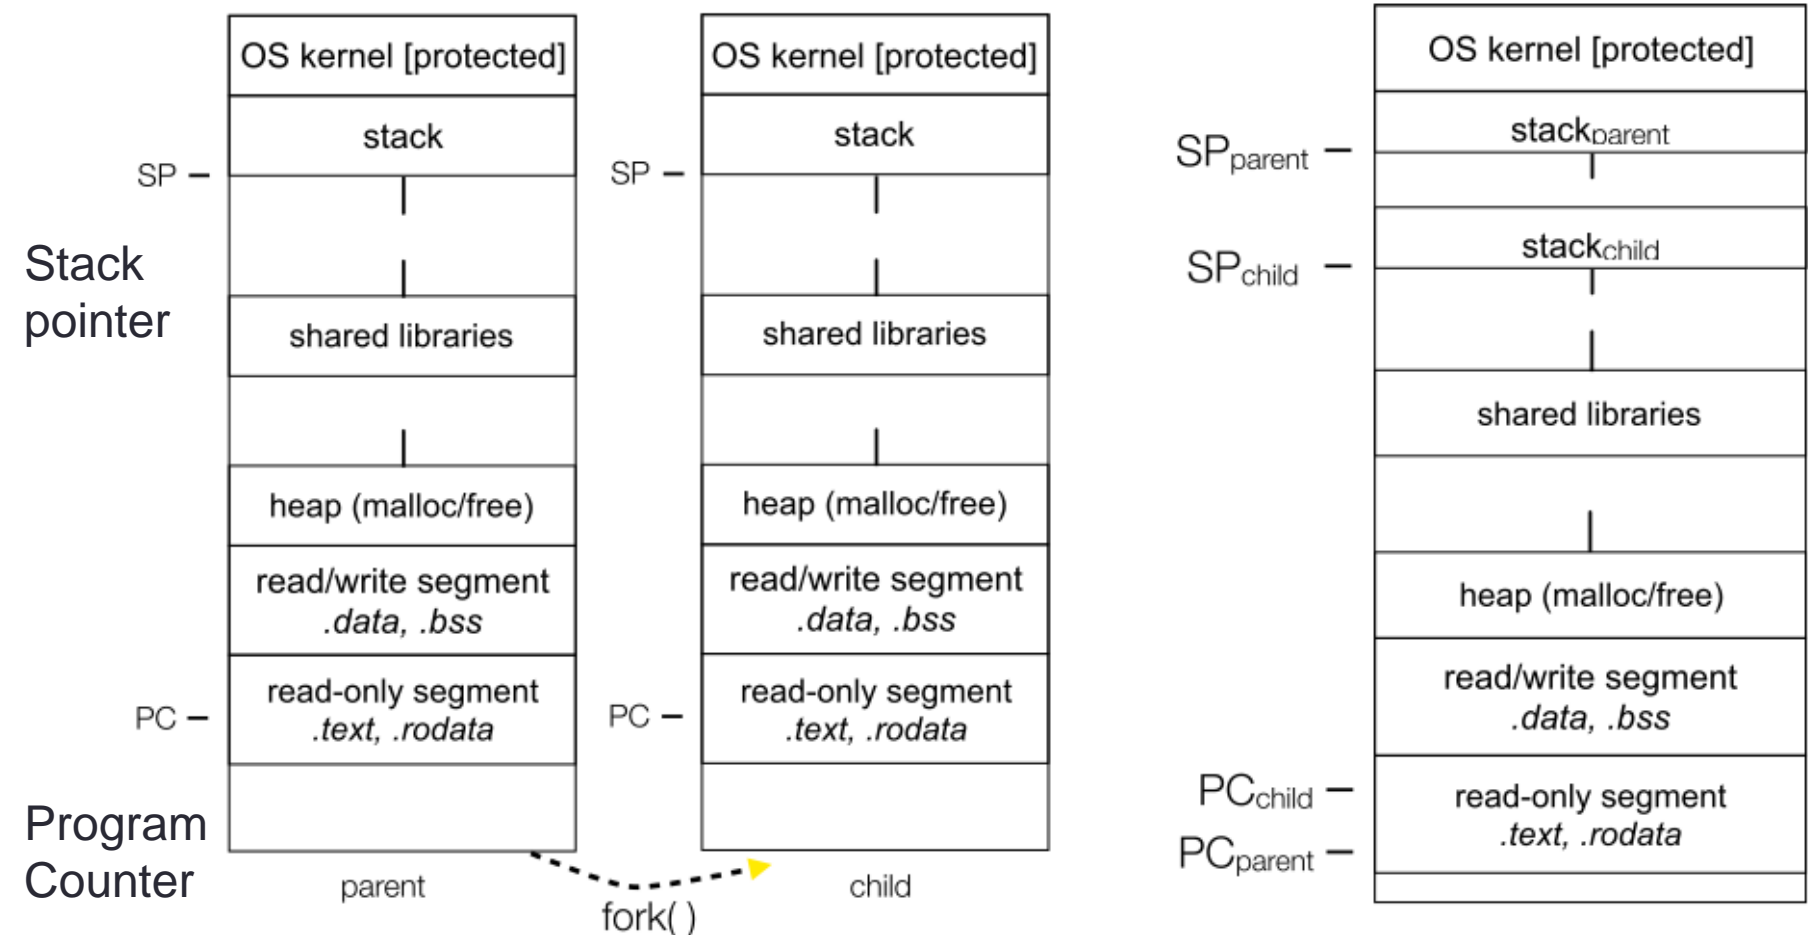 OS kernel [protected]
stack
SP
Stack
pointer
shared libraries
heap (malloc/free)
read/write segment
.data, .bss
read-only segment
.text, .rodata
PC
Program
Counter
parent
fork( )
OS kernel [protected]
stack
SP
shared libraries
heap (malloc/free)
read/write segment
.data, .bss
read-only segment
.text, .rodata
PC
child
OS kernel [protected]
stackparent
SPparent
stackchild
SPchild
shared libraries
heap (malloc/free)
read/write segment
.data, .bss
PCchild
read-only segment
.text, .rodata
PCparent